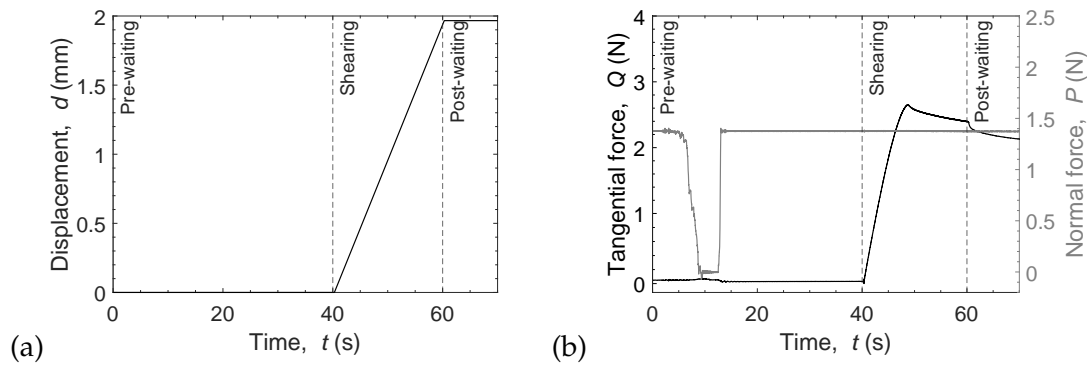 2
1.5
1
0.5
0
Displacement, d (mm)
Pre-waiting
Shearing
Post-waiting
0 20 40 60
Time, t (s)
(a)
4
3
2
1
0
Tangential force, Q (N)
Pre-waiting
Shearing
Post-waiting
2.5
2
1.5
1
0.5
0
Normal force, P (N)
0 20 40 60
Time, t (s)
(b)